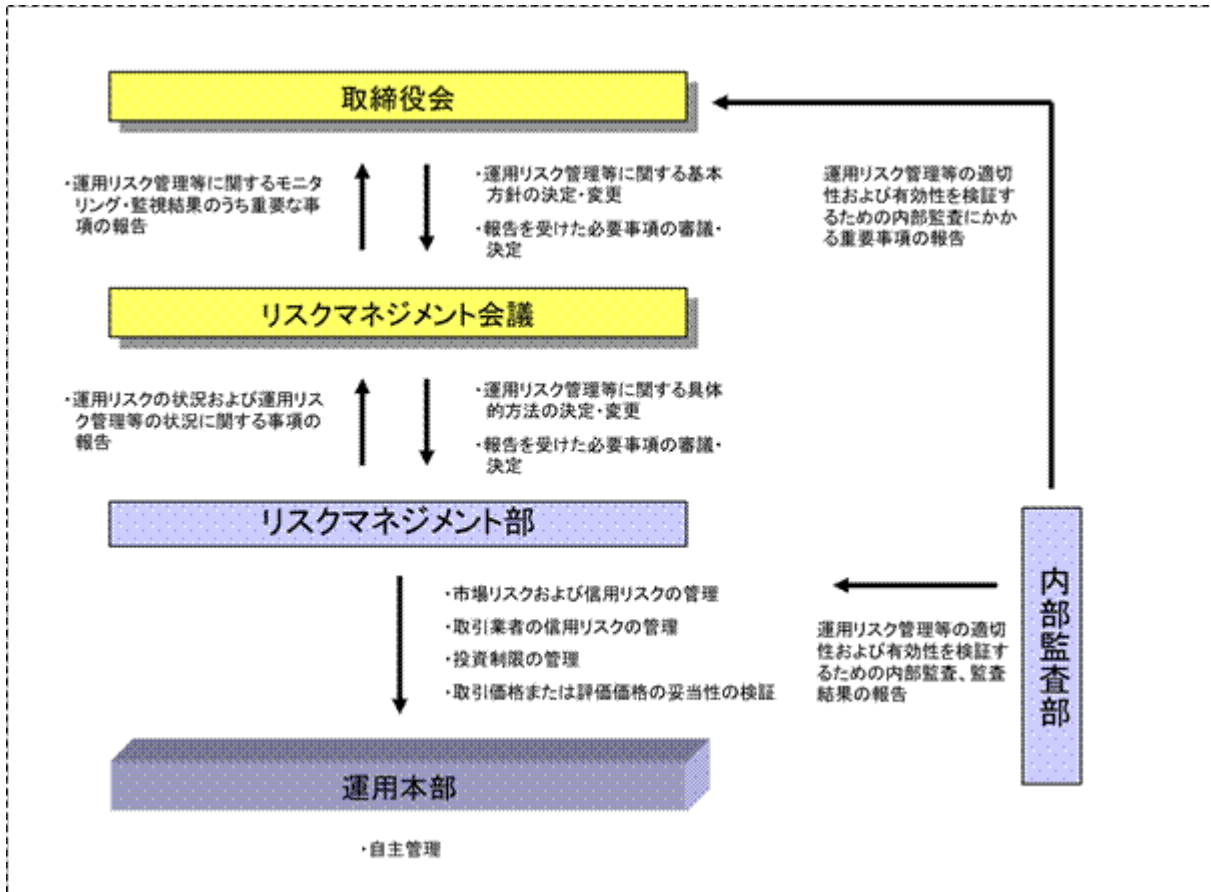 取締役会
・運用リスク管理等に関するモニタ
リング・監視結果のうち重要な事
項の報告
・運用リスク管理等に関する基本
方針の決定・変更
・報告を受けた必要事項の審議・
決定
運用リスク管理等の適切
性および有効性を検証す
るための内部監査にかか
る重要事項の報告
リスクマネジメント会議
・運用リスクの状況および運用リス
ク管理等の状況に関する事項の
報告
・運用リスク管理等に関する具体
的方法の決定・変更
・報告を受けた必要事項の審議・
決定
リスクマネジメント部
・市場リスクおよび信用リスクの管理
・取引業者の信用リスクの管理
・投資制限の管理
・取引価格または評価価格の妥当性の検証
運用リスク管理等の適切
性および有効性を検証す
るための内部監査、監査
結果の報告
内部監査部
運用本部
・自主管理